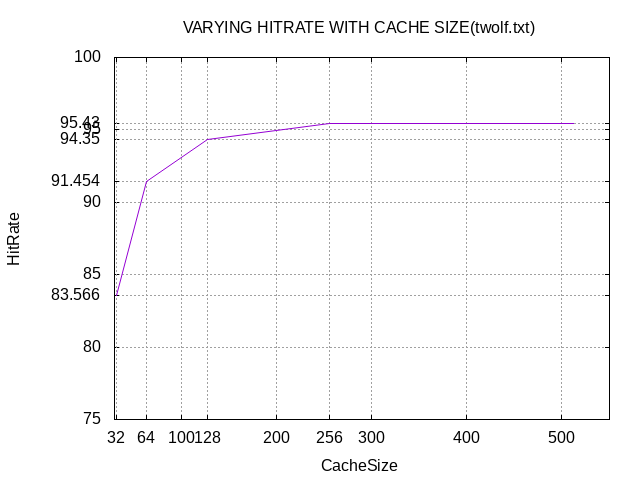 VARYING HITRATE WITH CACHE SIZE(twolf.txt)
100
95.43
95
94.35
91.454
90
85
83.566
80
75
HitRate
32 64 100 128 200 256 300 400 500
CacheSize